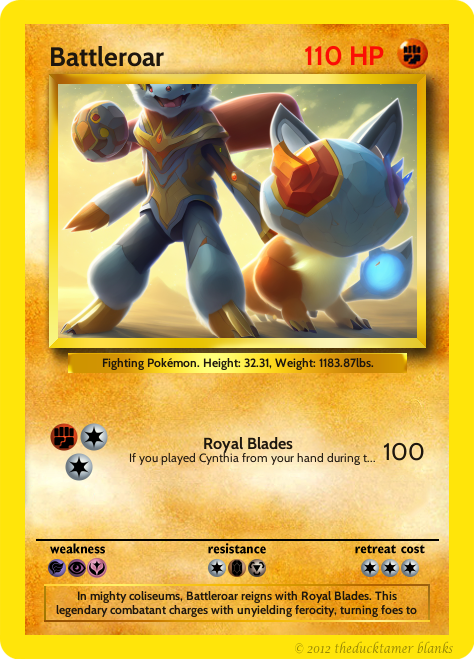 Battleroar 110 HP
Fighting Pokémon. Height: 32.31, Weight: 1183.87lbs.
Royal Blades 100
If you played Cynthia from your hand during t...
weakness resistance retreat cost
In mighty coliseums, Battleroar reigns with Royal Blades. This
legendary combatant charges with unyielding ferocity, turning foes to
© 2012 theducktamer blanks